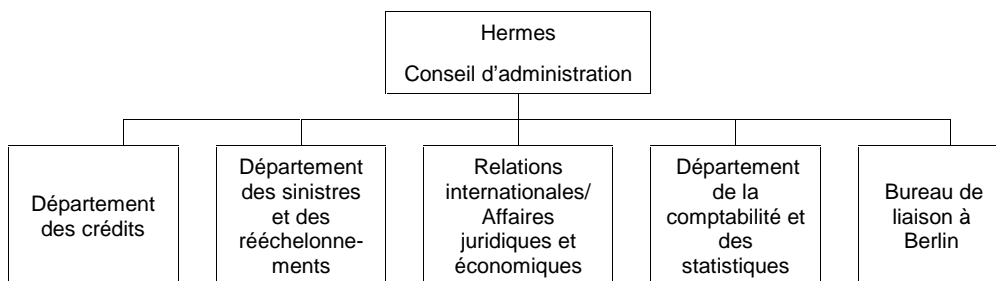 Hermes
Conseil d’administration
Département
des crédits
Département
des sinistres
et des
rééchelonne-
ments
Relations
internationales/
Affaires
juridiques et
économiques
Département
de la
comptabilité et
des
statistiques
Bureau de
liaison à
Berlin